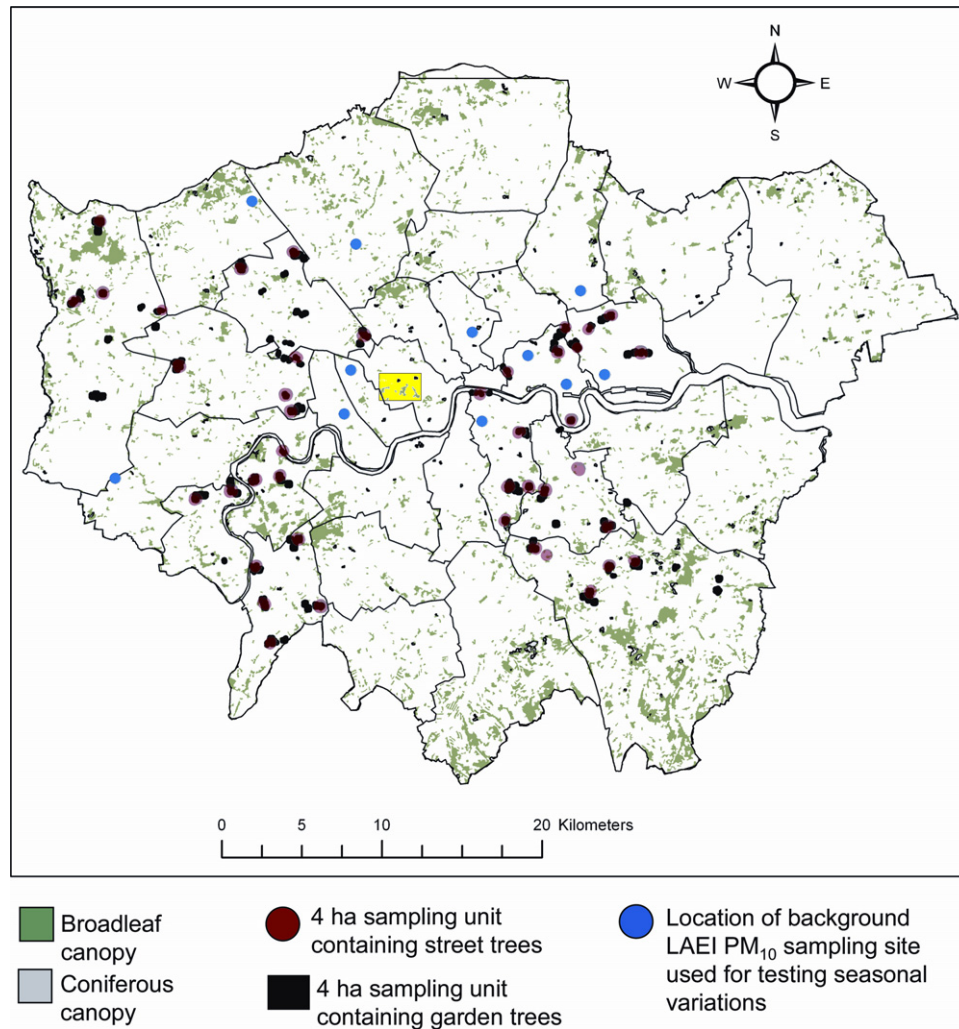 N
W E
S
0 5 10 20 Kilometers
Broadleaf
canopy
Coniferous
canopy
4 ha sampling unit
containing street trees
4 ha sampling unit
containing garden trees
Location of background
LAEI PM₁₀ sampling site
used for testing seasonal
variations